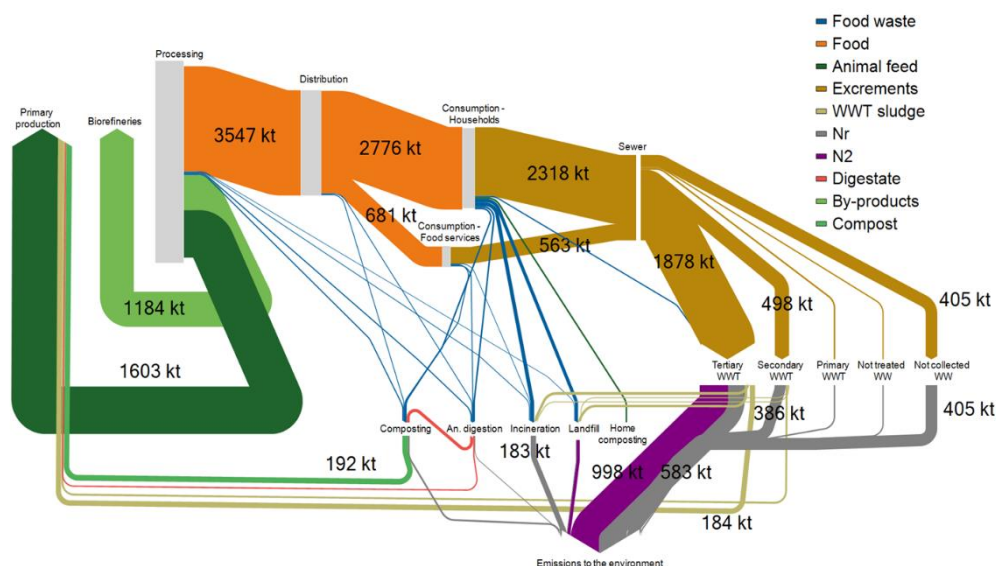 Food waste
Food
Animal feed
Excrements
WWT sludge
Nr
N2
Digestate
By-products
Compost
Processing
Distribution
Primary
production
Biorefineries
Consumption -
Households
Sewer
3547 kt
2776 kt
2318 kt
681 kt
Consumption -
Food services
563 kt
1878 kt
498 kt
405 kt
1184 kt
1603 kt
Tertiary
WWT
Secondary
WWT
Primary
WWT
Not treated
WW
Not collected
WW
386 kt
405 kt
Composting
An. digestion
Incineration
Landfill
Home
composting
183 kt
192 kt
998 kt
583 kt
184 kt
Emissions to the environment